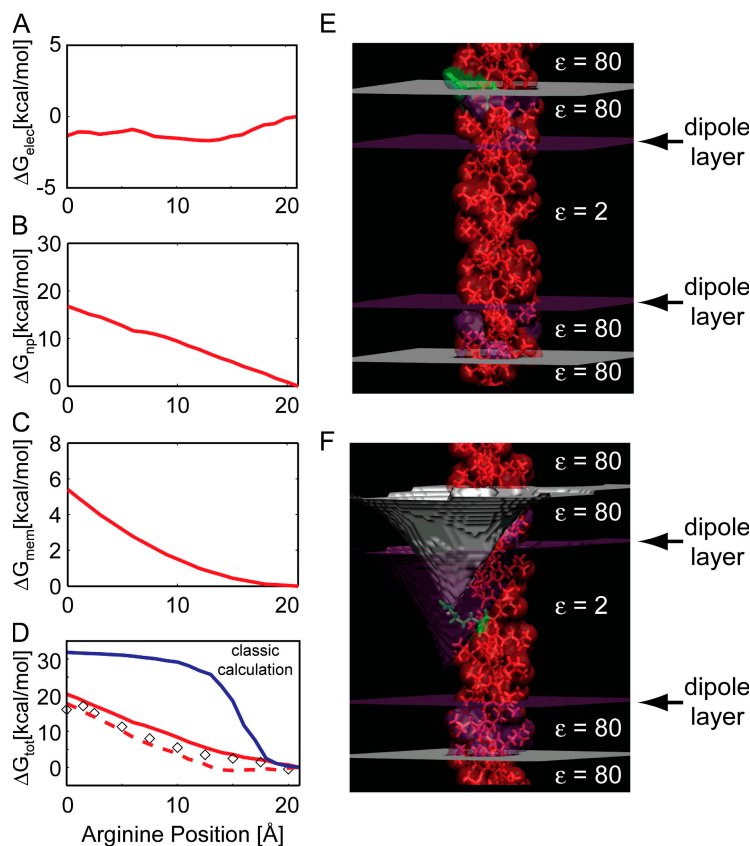 A
ΔG_elec[kcal/mol]
5
0
-5
0 10 20
B
ΔG_np[kcal/mol]
30
20
10
0
0 10 20
C
ΔG_mem[kcal/mol]
8
6
4
2
0
0 10 20
D
ΔG_tot[kcal/mol]
30
20
10
0
classic
calculation
0 10 20
Arginine Position [Å]
E
ε = 80
ε = 80
dipole
layer
ε = 2
dipole
layer
ε = 80
ε = 80
F
ε = 80
ε = 80
dipole
layer
ε = 2
dipole
layer
ε = 80
ε = 80